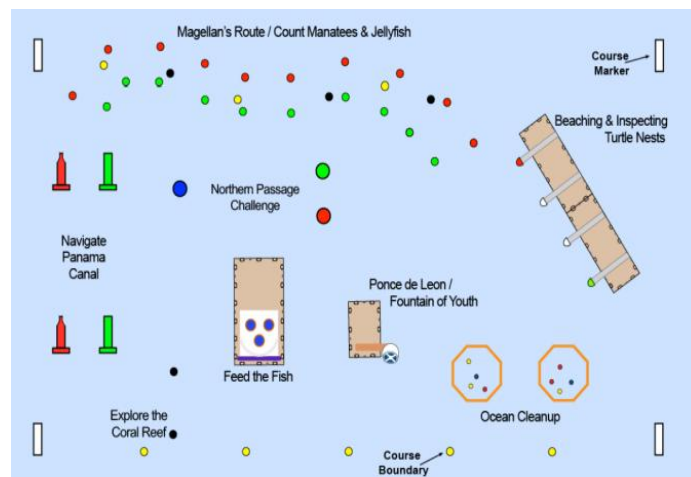 Magellan's Route / Count Manatees & Jellyfish
Course
Marker
Beaching & Inspecting
Turtle Nests
Northern Passage
Challenge
Navigate
Panama
Canal
Ponce de Leon /
Fountain of Youth
Feed the Fish
Explore the
Coral Reef
Ocean Cleanup
Course
Boundary